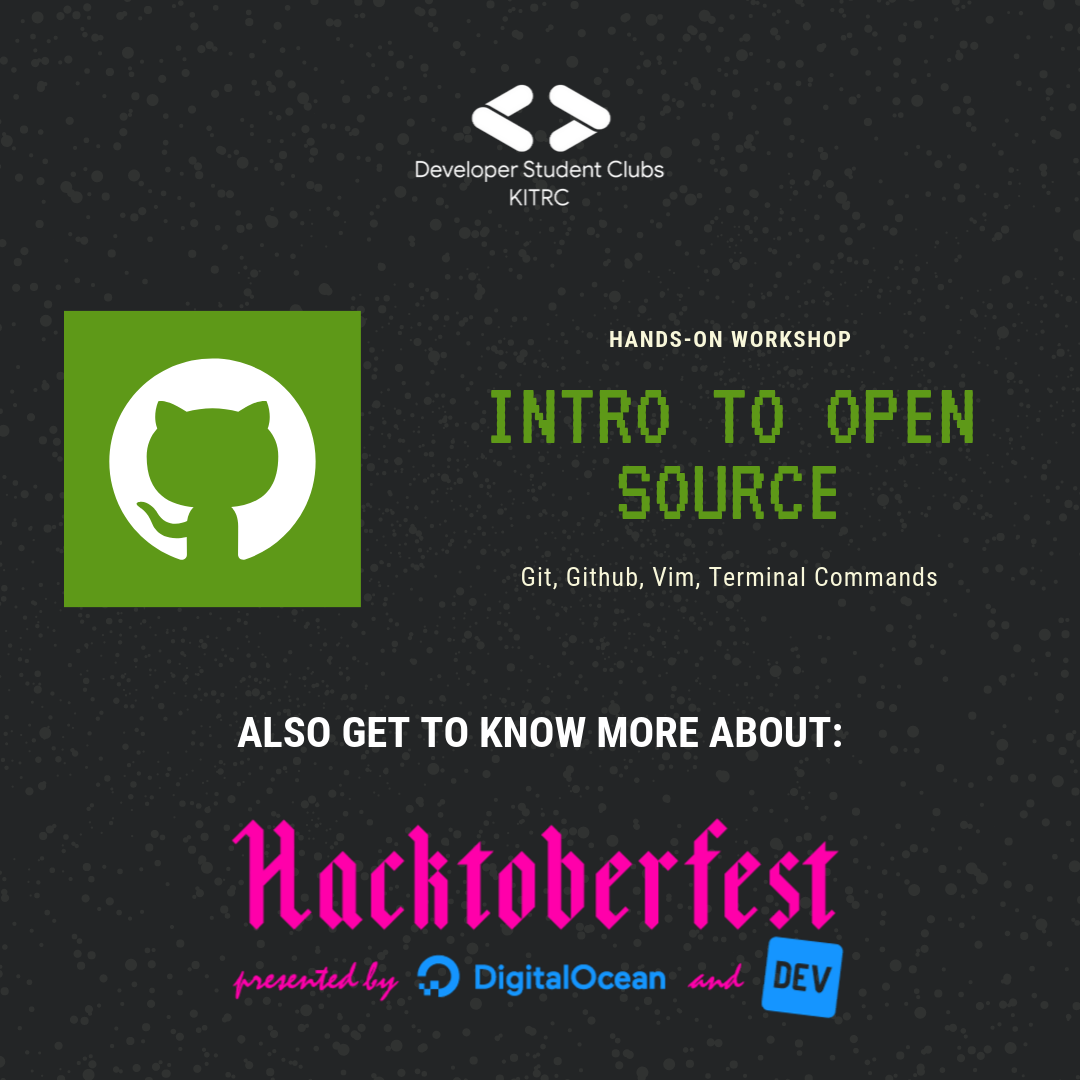 Developer Student Clubs
KITRC
HANDS-ON WORKSHOP
INTRO TO OPEN
SOURCE
Git, Github, Vim, Terminal Commands
ALSO GET TO KNOW MORE ABOUT:
Hacktoberfest
presented by DigitalOcean and DEV